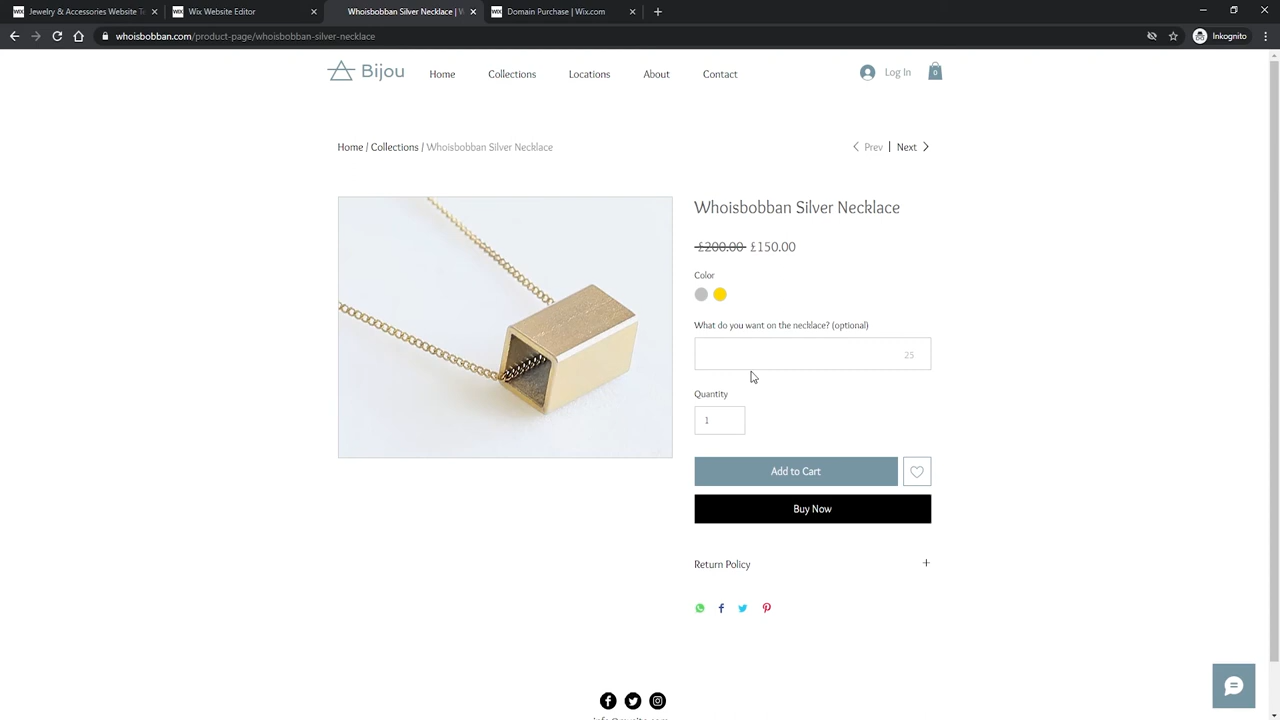 Jewelry & Accessories Website Te
Wix Website Editor
Whoisbobban Silver Necklace | W
Domain Purchase | Wix.com
whoisbobban.com/product-page/whoisbobban-silver-necklace
Inkognito
Bijou
Home
Collections
Locations
About
Contact
Log In
0
Home / Collections / Whoisbobban Silver Necklace
Prev | Next
Whoisbobban Silver Necklace
£200.00 £150.00
Color
What do you want on the necklace? (optional)
25
Quantity
1
Add to Cart
Buy Now
Return Policy
+